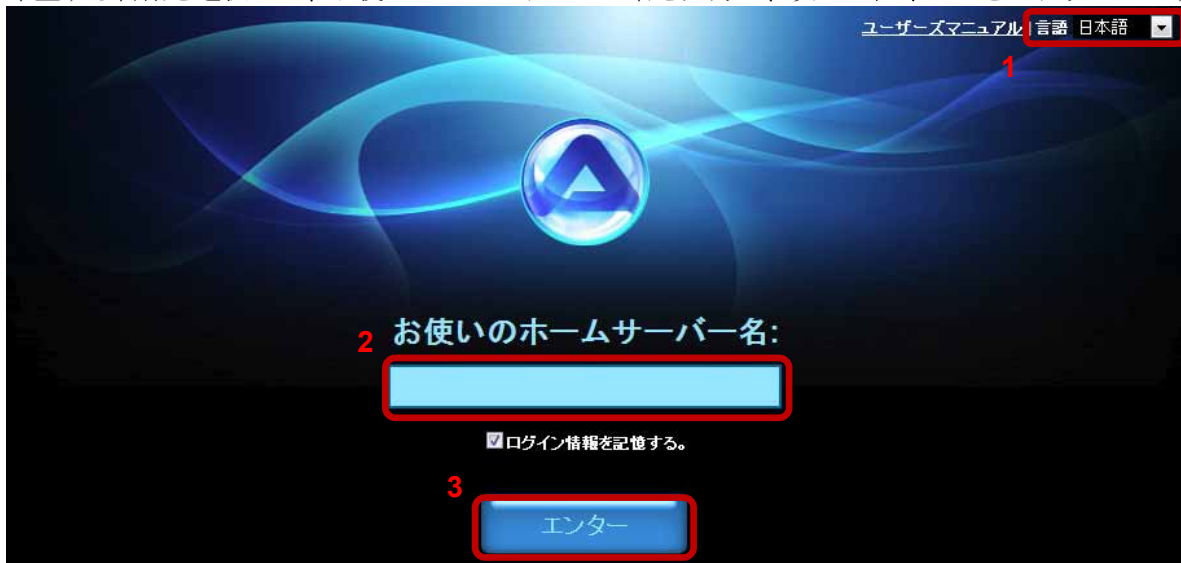 ユーザーズマニュアル | 言語 日本語
1
2 お使いのホームサーバー名:
ログイン情報を記憶する。
3
エンター